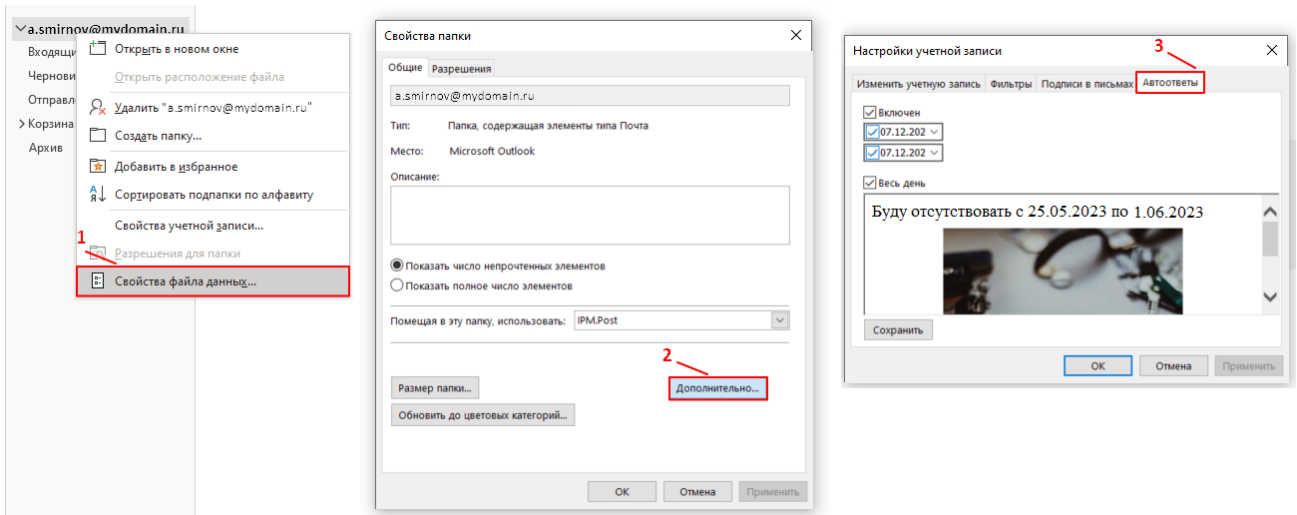 a.smirnov@mydomain.ru
Входящи
Чернови
Отправл
Корзина
Архив
Открыть в новом окне
Открыть расположение файла
Удалить "a.smirnov@mydomain.ru"
Создать папку...
Добавить в избранное
Сортировать подпапки по алфавиту
Свойства учетной записи...
1
Разрешения для папки
Свойства файла данных...
Свойства папки
Общие Разрешения
a.smirnov@mydomain.ru
Тип: Папка, содержащая элементы типа Почта
Место: Microsoft Outlook
Описание:
Показать число непрочтенных элементов
Показать полное число элементов
Помещая в эту папку, использовать: IPM.Post
2
Размер папки... Дополнительно...
Обновить до цветовых категорий...
OK Отмена Применить
3
Настройки учетной записи
Изменить учетную запись Фильтры Подписи в письмах Автоответы
Включен
07.12.202
07.12.202
Весь день
Буду отсутствовать с 25.05.2023 по 1.06.2023
Сохранить
OK Отмена Применить